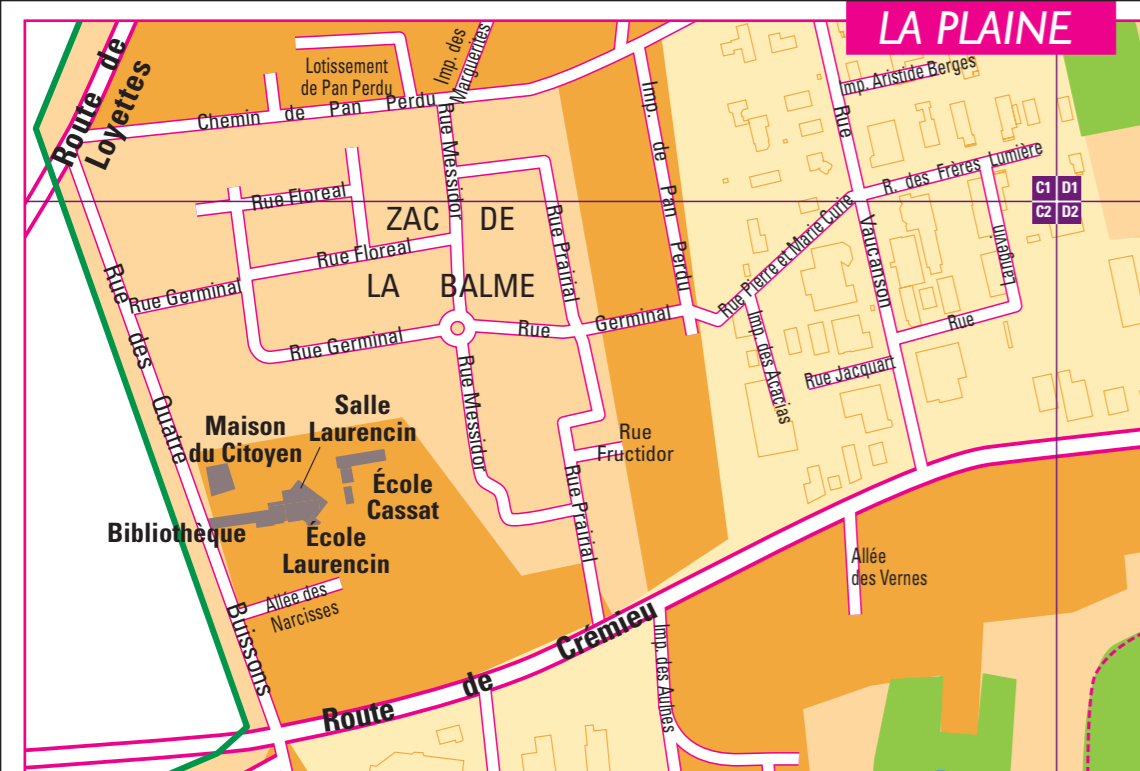 LA PLAINE
Route de
Loyettes
Lotissement
de Pan Perdu
Imp. des
Marguerites
Chemin de Pan Perdu
Rue Messidor
Imp. de Pan Perdu
Imp. Aristide Berges
Rue Vaucanson
R. des Frères Lumière
C1 D1
C2 D2
Rue Floreal
ZAC DE
LA BALME
Rue Floreal
Rue Prairial
Rue Pierre et Marie Curie
Rue Langevin
Rue Germinal
Rue Germinal
Rue Germinal
Imp. des Acacias
Rue Jacquart
Rue des Quatre Buissons
Rue Messidor
Salle
Laurencin
Maison
du Citoyen
Rue
Fructidor
École
Cassat
Bibliothèque
École
Laurencin
Rue Prairial
Allée
des Vernes
Allée des
Narcisses
Route de Crémieu
Imp. des Aulnes